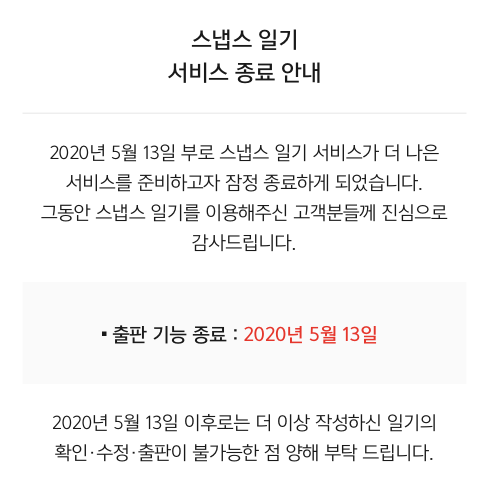 스냅스 일기
서비스 종료 안내
2020년 5월 13일 부로 스냅스 일기 서비스가 더 나은
서비스를 준비하고자 잠정 종료하게 되었습니다.
그동안 스냅스 일기를 이용해주신 고객분들께 진심으로
감사드립니다.
▪ 출판 기능 종료 : 2020년 5월 13일
2020년 5월 13일 이후로는 더 이상 작성하신 일기의
확인·수정·출판이 불가능한 점 양해 부탁 드립니다.